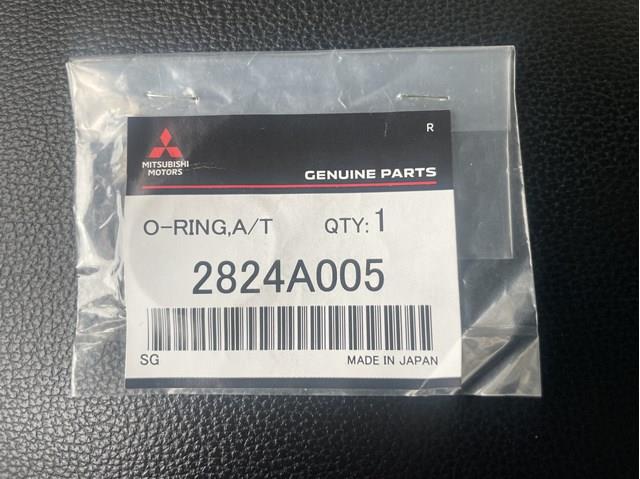 R
MITSUBISHI
MOTORS
GENUINE PARTS
O-RING,A/T QTY: 1
2824A005
SG MADE IN JAPAN